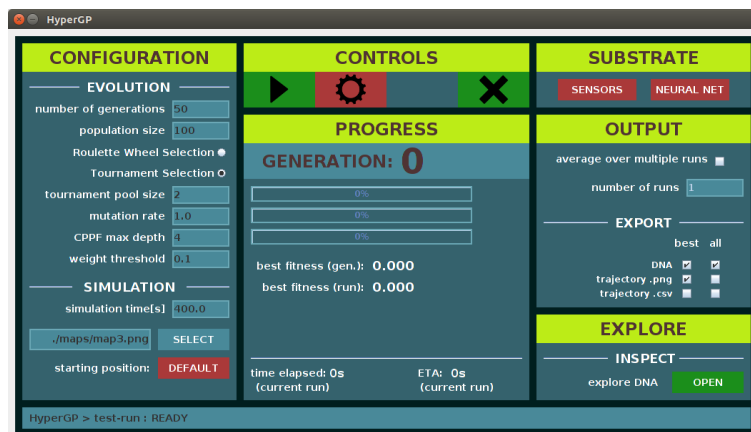 HyperGP
CONFIGURATION
EVOLUTION
number of generations 50
population size 100
Roulette Wheel Selection
Tournament Selection
tournament pool size 2
mutation rate 1.0
CPPF max depth 4
weight threshold 0.1
SIMULATION
simulation time[s] 400.0
./maps/map3.png SELECT
starting position: DEFAULT
CONTROLS
PROGRESS
GENERATION: 0
0%
0%
0%
best fitness (gen.): 0.000
best fitness (run): 0.000
time elapsed: 0s ETA: 0s
(current run) (current run)
SUBSTRATE
SENSORS NEURAL NET
OUTPUT
average over multiple runs
number of runs 1
EXPORT
best all
DNA
trajectory .png
trajectory .csv
EXPLORE
INSPECT
explore DNA OPEN
HyperGP > test-run : READY